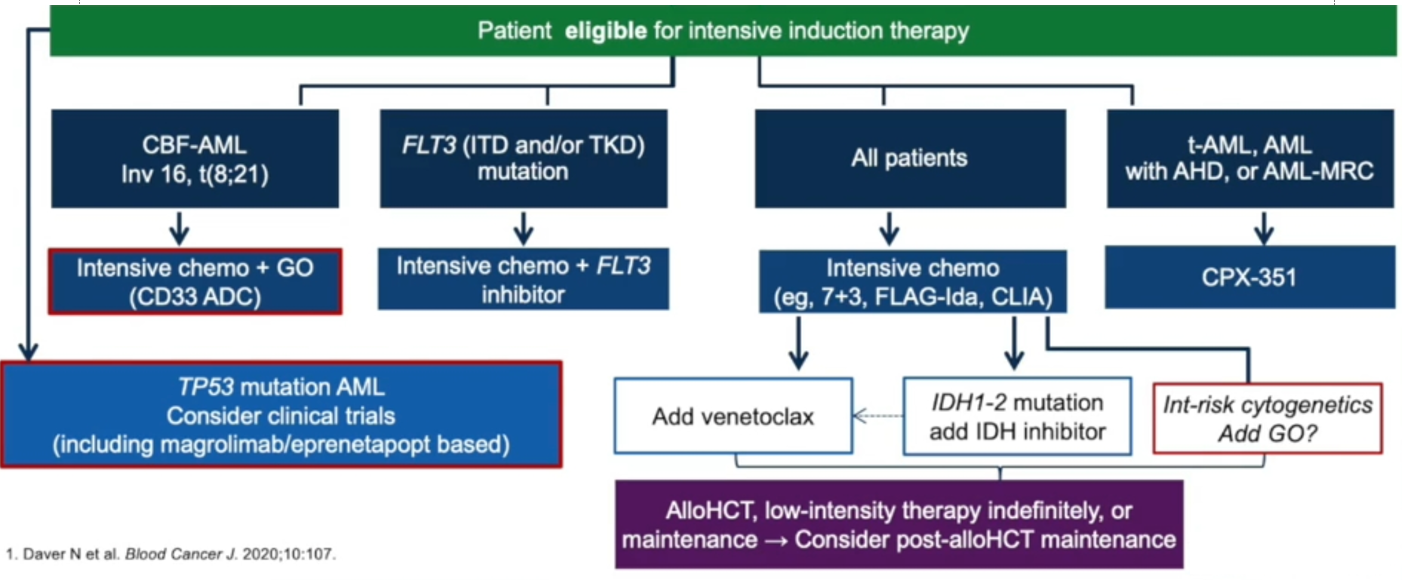 Patient eligible for intensive induction therapy
CBF-AML
Inv 16, t(8;21)
FLT3 (ITD and/or TKD)
mutation
All patients
t-AML, AML
with AHD, or AML-MRC
Intensive chemo + GO
(CD33 ADC)
Intensive chemo + FLT3
inhibitor
Intensive chemo
(eg, 7+3, FLAG-Ida, CLIA)
CPX-351
TP53 mutation AML
Consider clinical trials
(including magrolimab/eprenetapopt based)
Add venetoclax
IDH1-2 mutation
add IDH inhibitor
Int-risk cytogenetics
Add GO?
AlloHCT, low-intensity therapy indefinitely, or
maintenance → Consider post-alloHCT maintenance
1. Daver N et al. Blood Cancer J. 2020;10:107.